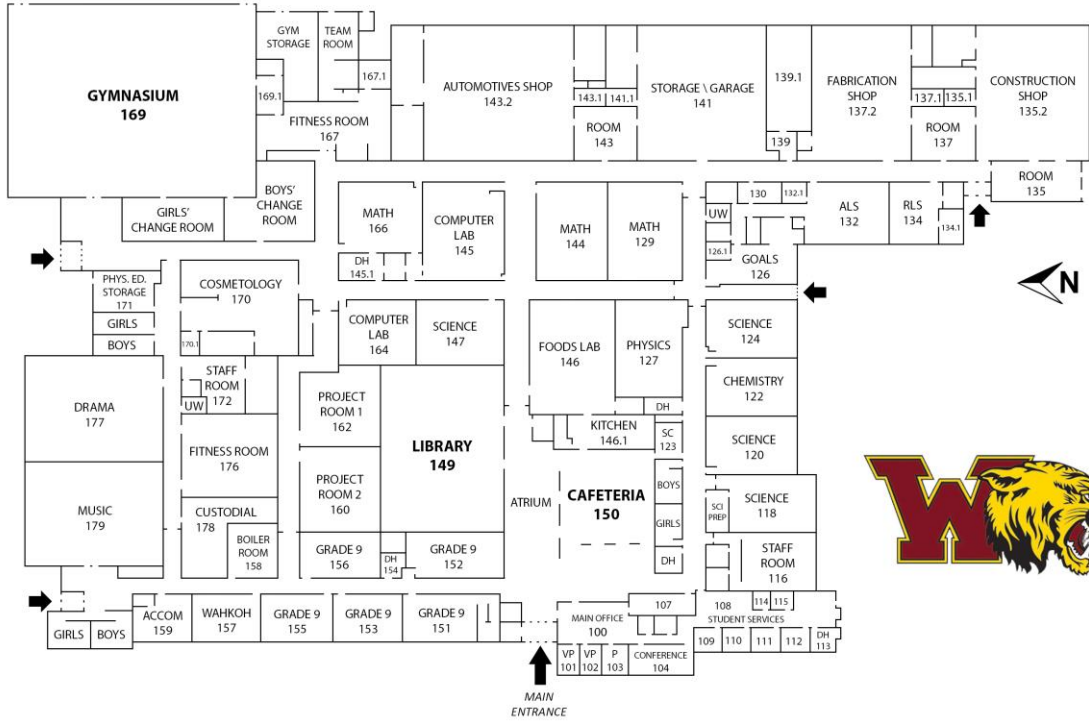 GYM
STORAGE
TEAM
ROOM
167.1
169.1
GYMNASIUM
169
FITNESS ROOM
167
AUTOMOTIVES SHOP
143.2
143.1
141.1
ROOM
143
STORAGE \ GARAGE
141
139.1
139
FABRICATION
SHOP
137.2
137.1
135.1
ROOM
137
CONSTRUCTION
SHOP
135.2
ROOM
135
BOYS'
CHANGE
ROOM
GIRLS'
CHANGE ROOM
MATH
166
DH
145.1
COMPUTER
LAB
145
MATH
144
MATH
129
130
132.1
UW
126.1
GOALS
126
ALS
132
RLS
134
134.1
N
PHYS. ED.
STORAGE
171
GIRLS
BOYS
COSMETOLOGY
170
170.1
COMPUTER
LAB
164
SCIENCE
147
FOODS LAB
146
PHYSICS
127
DH
SCIENCE
124
STAFF
ROOM
172
UW
DRAMA
177
PROJECT
ROOM 1
162
CHEMISTRY
122
KITCHEN
146.1
SC
123
FITNESS ROOM
176
LIBRARY
149
SCIENCE
120
MUSIC
179
PROJECT
ROOM 2
160
ATRIUM
CAFETERIA
150
BOYS
GIRLS
DH
SCI
PREP
SCIENCE
118
W
CUSTODIAL
178
BOILER
ROOM
158
GRADE 9
156
DH
154
GRADE 9
152
STAFF
ROOM
116
GIRLS
BOYS
ACCOM
159
WAHKOH
157
GRADE 9
155
GRADE 9
153
GRADE 9
151
MAIN OFFICE
100
107
108
114
115
STUDENT SERVICES
VP
101
VP
102
P
103
CONFERENCE
104
109
110
111
112
DH
113
MAIN
ENTRANCE